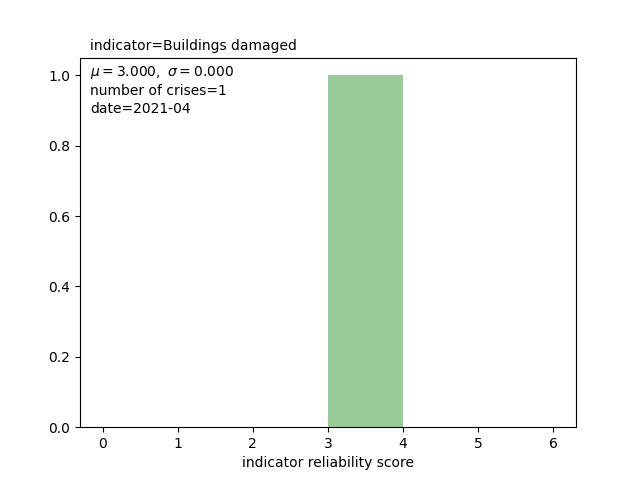 indicator=Buildings damaged
μ = 3.000, σ = 0.000
number of crises=1
date=2021-04
1.0
0.8
0.6
0.4
0.2
0.0
0 1 2 3 4 5 6
indicator reliability score